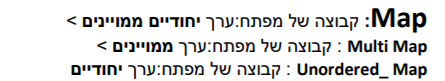 Map: קבוצה של מפתח:ערך יחודיים ממויינים >
Multi Map : קבוצה של מפתח:ערך ממויינים >
Unordered_ Map : קבוצה של מפתח:ערך יחודיים